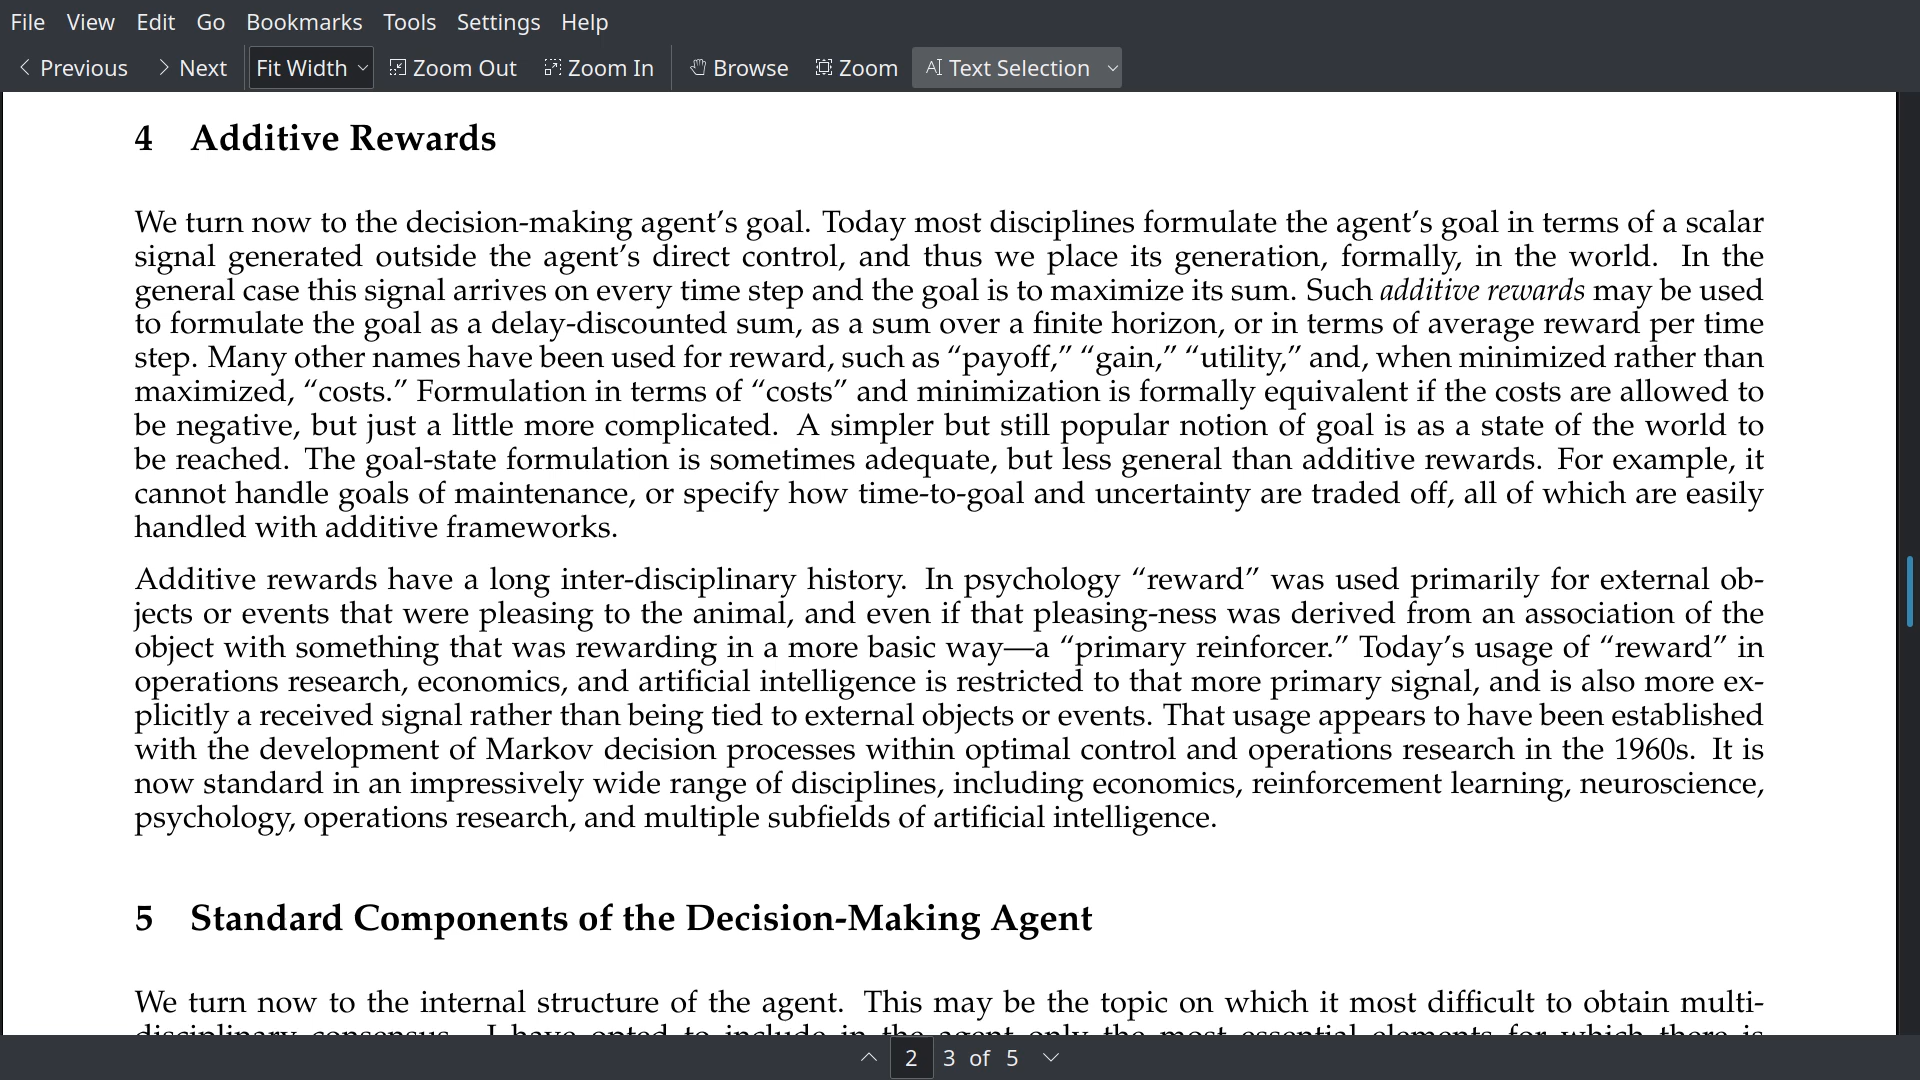 File View Edit Go Bookmarks Tools Settings Help
Previous Next Fit Width Zoom Out Zoom In Browse Zoom Text Selection
4 Additive Rewards
We turn now to the decision-making agent’s goal. Today most disciplines formulate the agent’s goal in terms of a scalar
signal generated outside the agent’s direct control, and thus we place its generation, formally, in the world. In the
general case this signal arrives on every time step and the goal is to maximize its sum. Such additive rewards may be used
to formulate the goal as a delay-discounted sum, as a sum over a finite horizon, or in terms of average reward per time
step. Many other names have been used for reward, such as “payoff,” “gain,” “utility,” and, when minimized rather than
maximized, “costs.” Formulation in terms of “costs” and minimization is formally equivalent if the costs are allowed to
be negative, but just a little more complicated. A simpler but still popular notion of goal is as a state of the world to
be reached. The goal-state formulation is sometimes adequate, but less general than additive rewards. For example, it
cannot handle goals of maintenance, or specify how time-to-goal and uncertainty are traded off, all of which are easily
handled with additive frameworks.
Additive rewards have a long inter-disciplinary history. In psychology “reward” was used primarily for external ob-
jects or events that were pleasing to the animal, and even if that pleasing-ness was derived from an association of the
object with something that was rewarding in a more basic way—a “primary reinforcer.” Today’s usage of “reward” in
operations research, economics, and artificial intelligence is restricted to that more primary signal, and is also more ex-
plicitly a received signal rather than being tied to external objects or events. That usage appears to have been established
with the development of Markov decision processes within optimal control and operations research in the 1960s. It is
now standard in an impressively wide range of disciplines, including economics, reinforcement learning, neuroscience,
psychology, operations research, and multiple subfields of artificial intelligence.
5 Standard Components of the Decision-Making Agent
We turn now to the internal structure of the agent. This may be the topic on which it most difficult to obtain multi-
disciplinary consensus. I have opted to include in the agent only the most essential elements for which there is
2 3 of 5